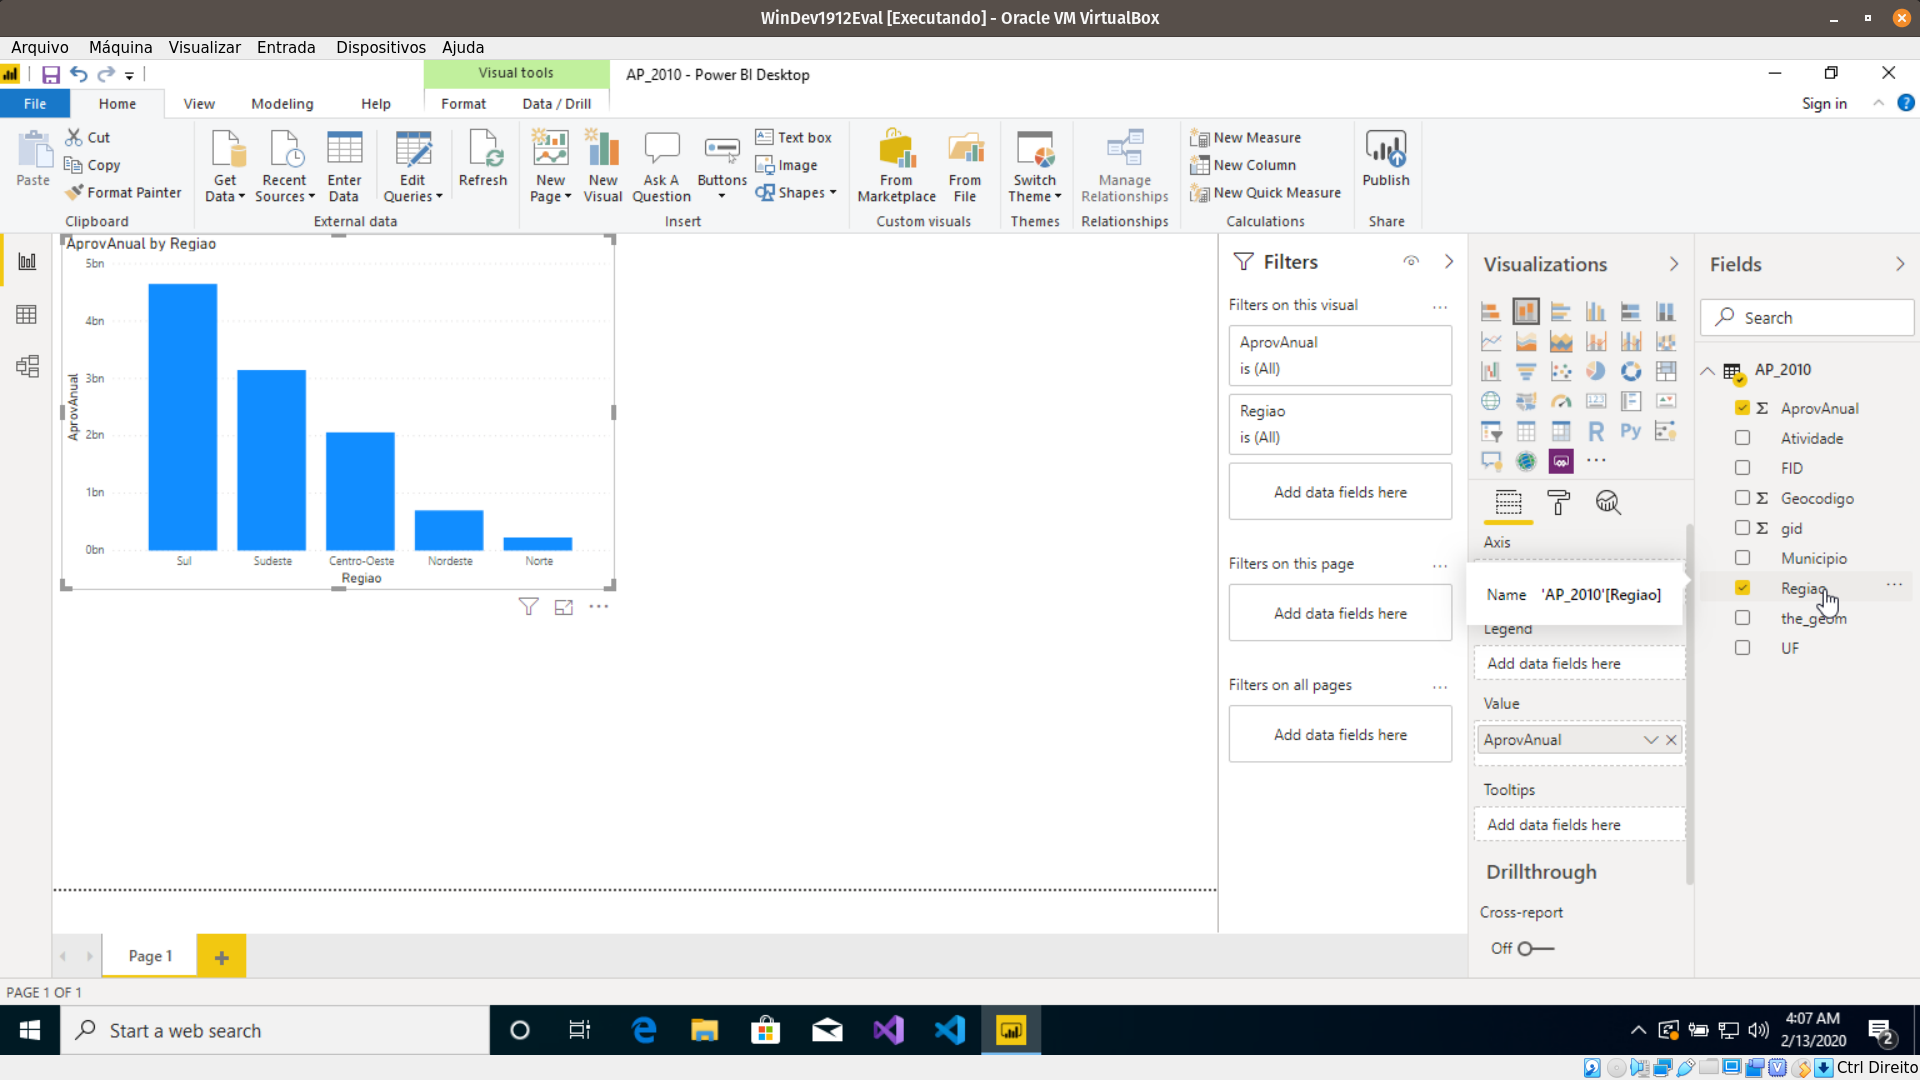 WinDev1912Eval [Executando] - Oracle VM VirtualBox
Arquivo Máquina Visualizar Entrada Dispositivos Ajuda
Visual tools
AP_2010 - Power BI Desktop
File Home View Modeling Help Format Data / Drill
Sign in
Paste
Cut
Copy
Format Painter
Clipboard
Get Data
Recent Sources
Enter Data
Edit Queries
Refresh
External data
New Page
New Visual
Ask A Question
Buttons
Text box
Image
Shapes
Insert
From Marketplace
From File
Custom visuals
Switch Theme
Themes
Manage Relationships
Relationships
New Measure
New Column
New Quick Measure
Calculations
Publish
Share
AprovAnual by Regiao
5bn
4bn
3bn
2bn
1bn
0bn
AprovAnual
Sul Sudeste Centro-Oeste Nordeste Norte
Regiao
Filters
Filters on this visual
AprovAnual
is (All)
Regiao
is (All)
Add data fields here
Filters on this page
Add data fields here
Filters on all pages
Add data fields here
Visualizations
R
Py
123
Axis
Name 'AP_2010'[Regiao]
Legend
Add data fields here
Value
AprovAnual
Tooltips
Add data fields here
Drillthrough
Cross-report
Off
Fields
Search
AP_2010
Σ AprovAnual
Atividade
FID
Σ Geocodigo
Σ gid
Municipio
Regiao
the_geom
UF
Page 1
PAGE 1 OF 1
Start a web search
4:07 AM
2/13/2020
2
Ctrl Direito